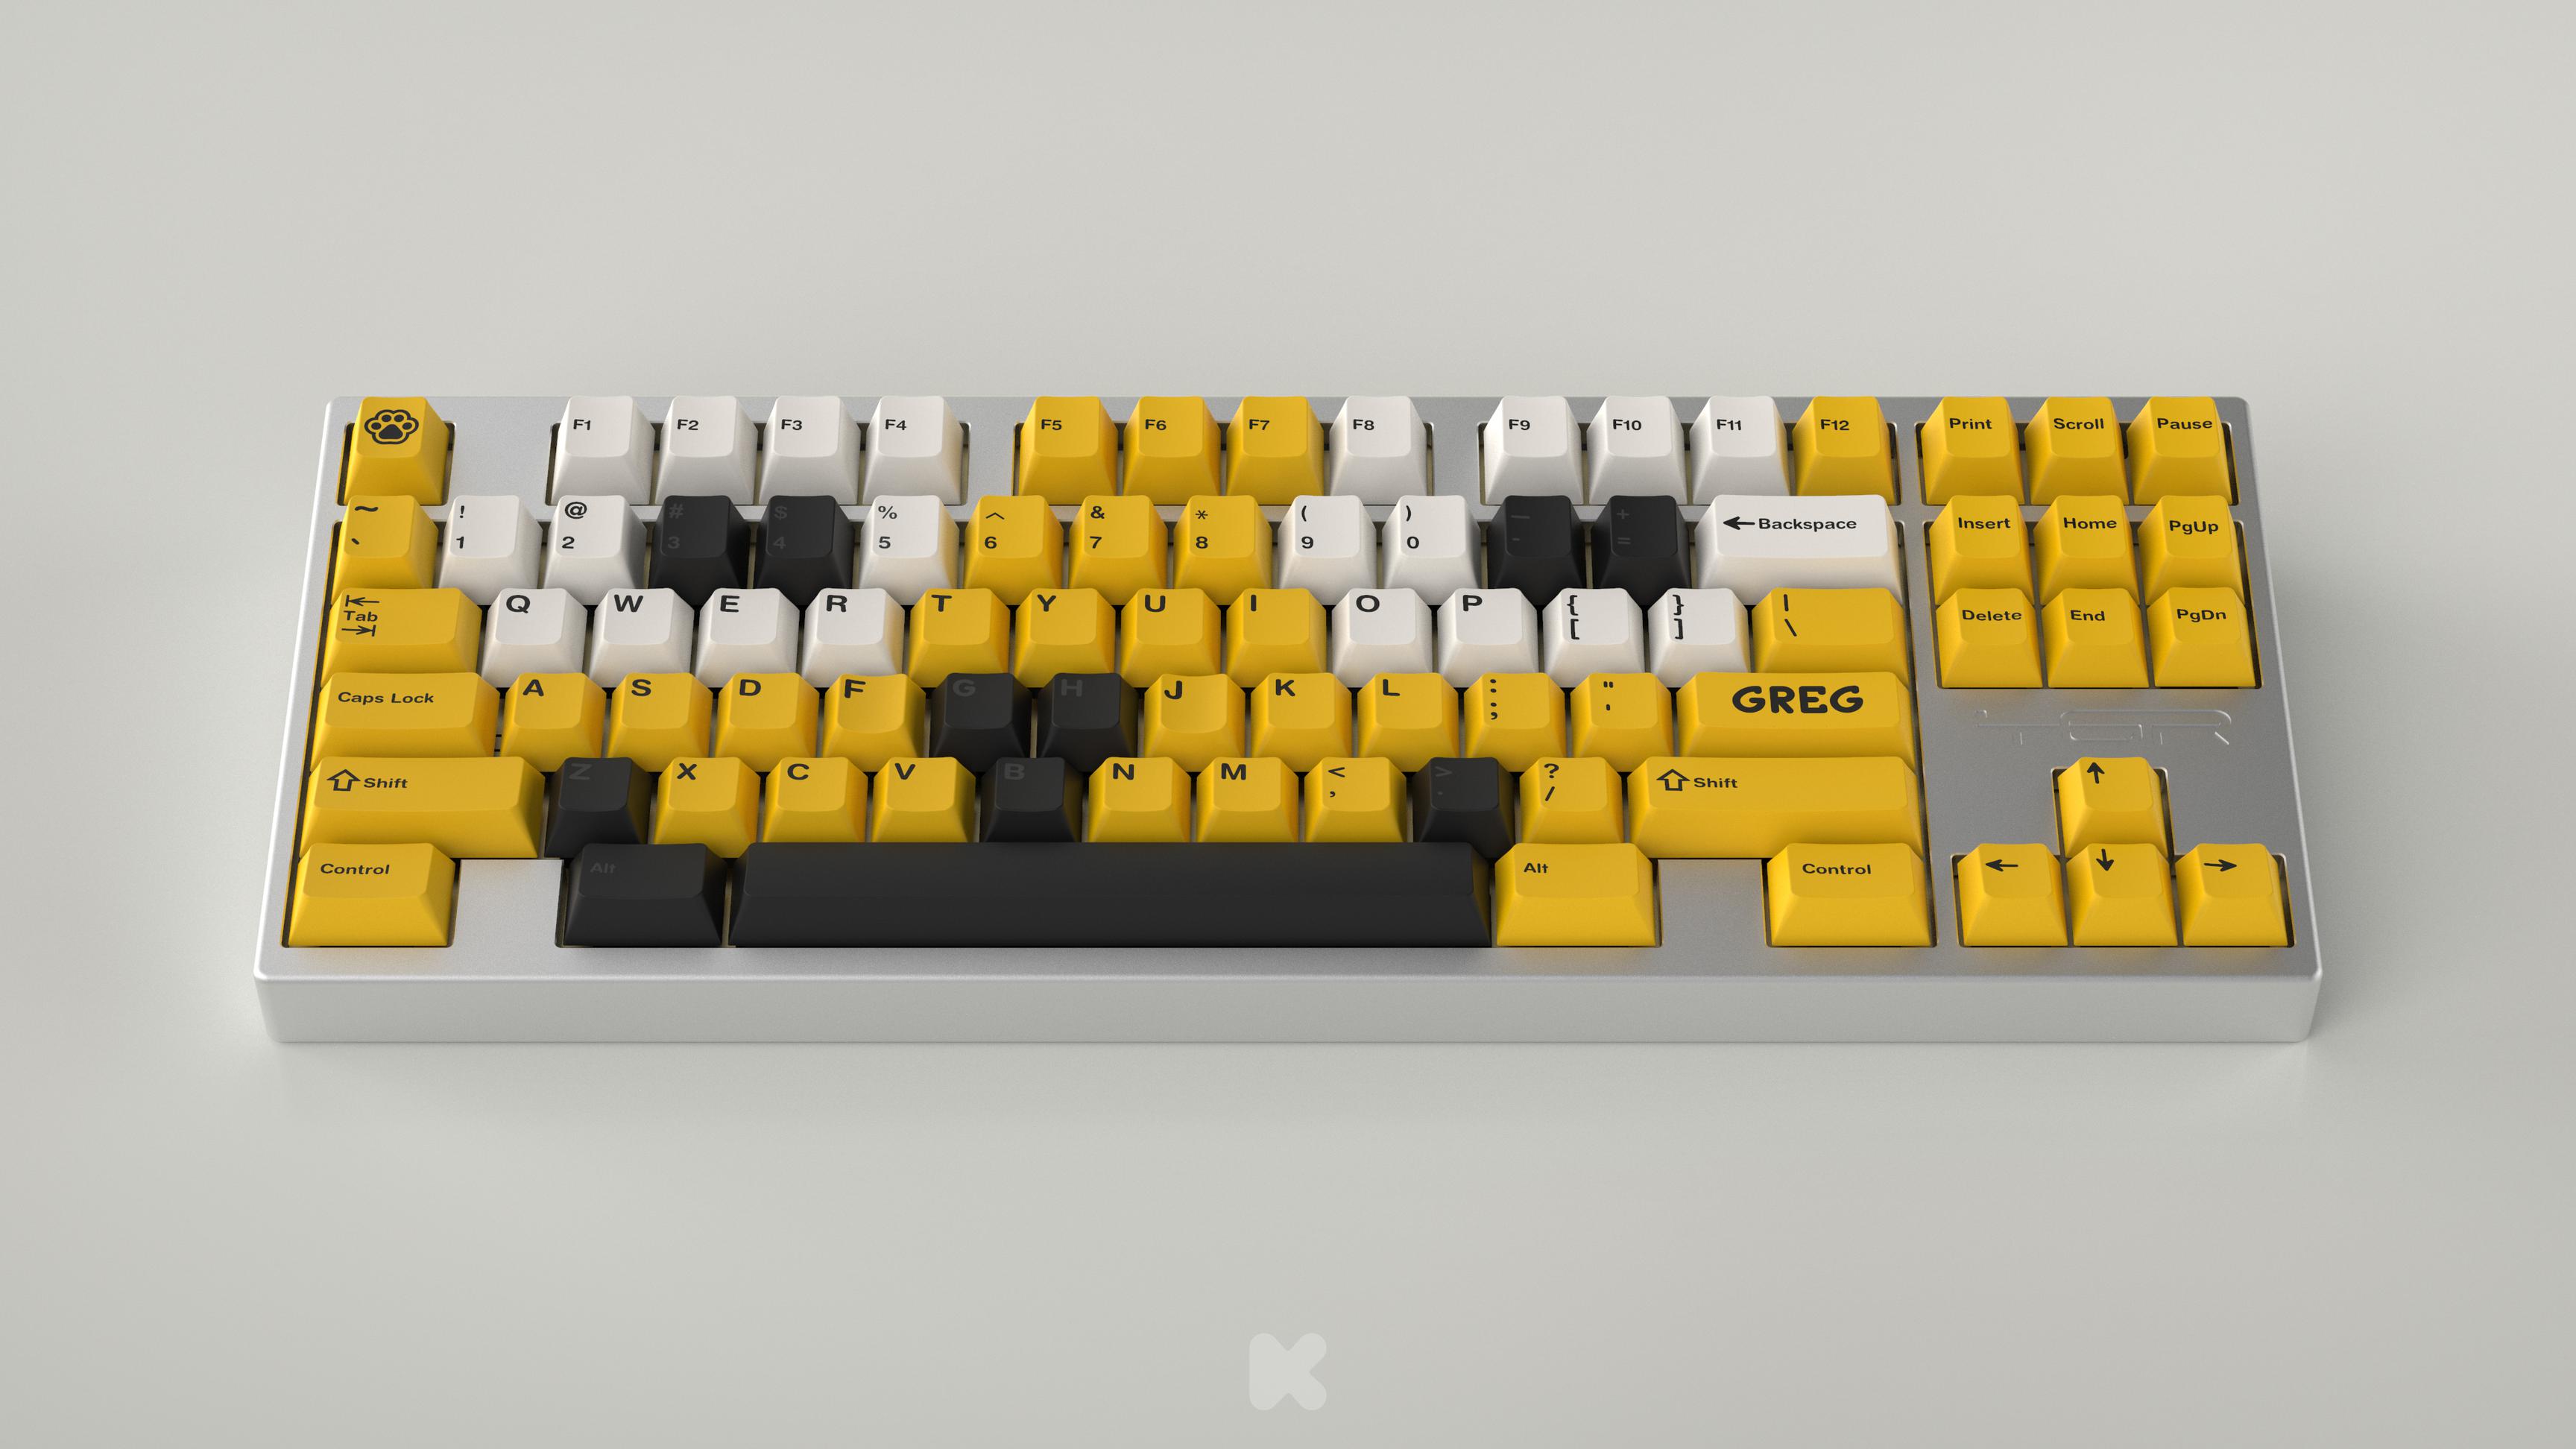 F1 F2 F3 F4 F5 F6 F7 F8 F9 F10 F11 F12 Print Scroll Pause
~ ! @ # $ % ^ & * ( ) _ + ← Backspace Insert Home PgUp
` 1 2 3 4 5 6 7 8 9 0 - =
Tab Q W E R T Y U I O P { } | Delete End PgDn
[ ] \
Caps Lock A S D F G H J K L : " GREG
; '
⇧ Shift Z X C V B N M < > ? ⇧ Shift ↑
, . /
Control Alt Alt Control ← ↓ →
K